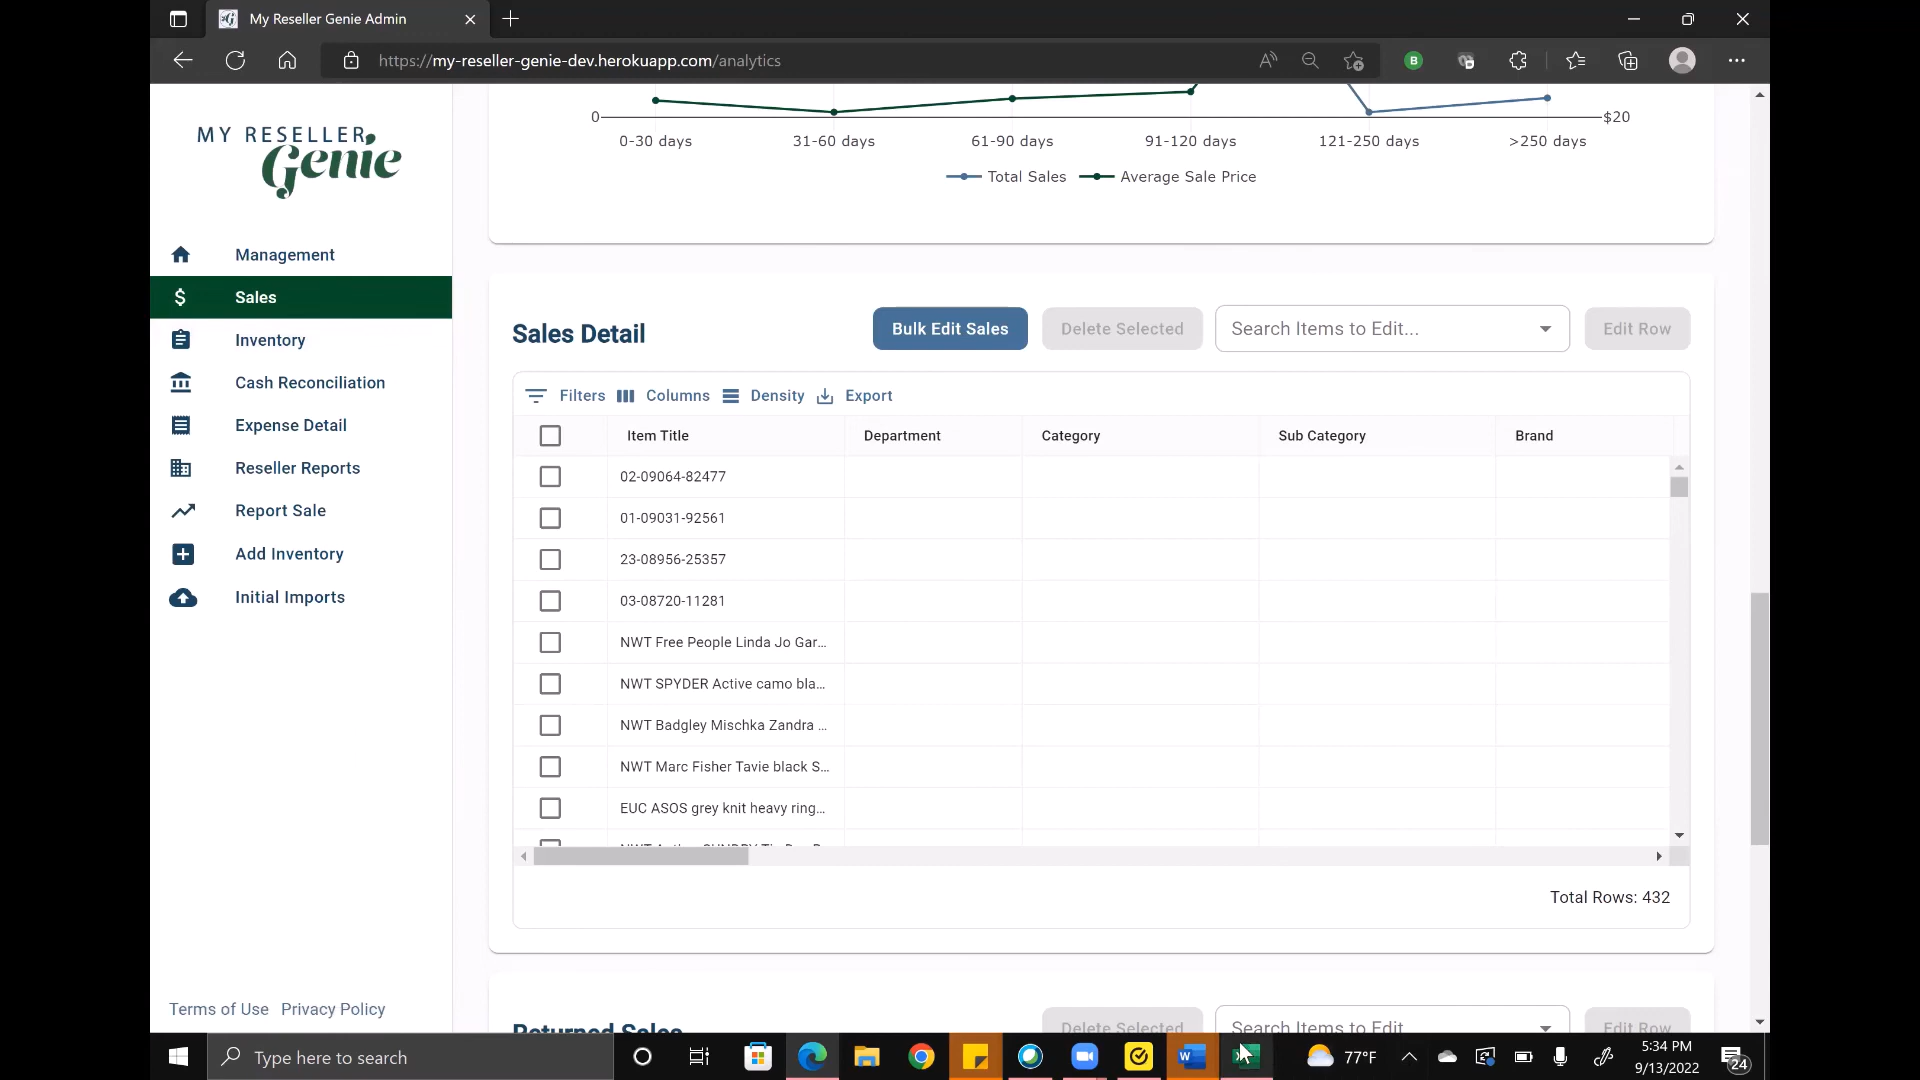 My Reseller Genie Admin
https://my-reseller-genie-dev.herokuapp.com/analytics
MY RESELLER
Genie
Management
Sales
Inventory
Cash Reconciliation
Expense Detail
Reseller Reports
Report Sale
Add Inventory
Initial Imports
Terms of Use Privacy Policy
0 $20
0-30 days 31-60 days 61-90 days 91-120 days 121-250 days >250 days
Total Sales Average Sale Price
Sales Detail Bulk Edit Sales Delete Selected Search Items to Edit... Edit Row
Filters Columns Density Export
Item Title Department Category Sub Category Brand
02-09064-82477
01-09031-92561
23-08956-25357
03-08720-11281
NWT Free People Linda Jo Gar...
NWT SPYDER Active camo bla...
NWT Badgley Mischka Zandra ...
NWT Marc Fisher Tavie black S...
EUC ASOS grey knit heavy ring...
Total Rows: 432
Returned Sales Delete Selected Search Items to Edit Edit Row
Type here to search
77°F
5:34 PM
9/13/2022
24